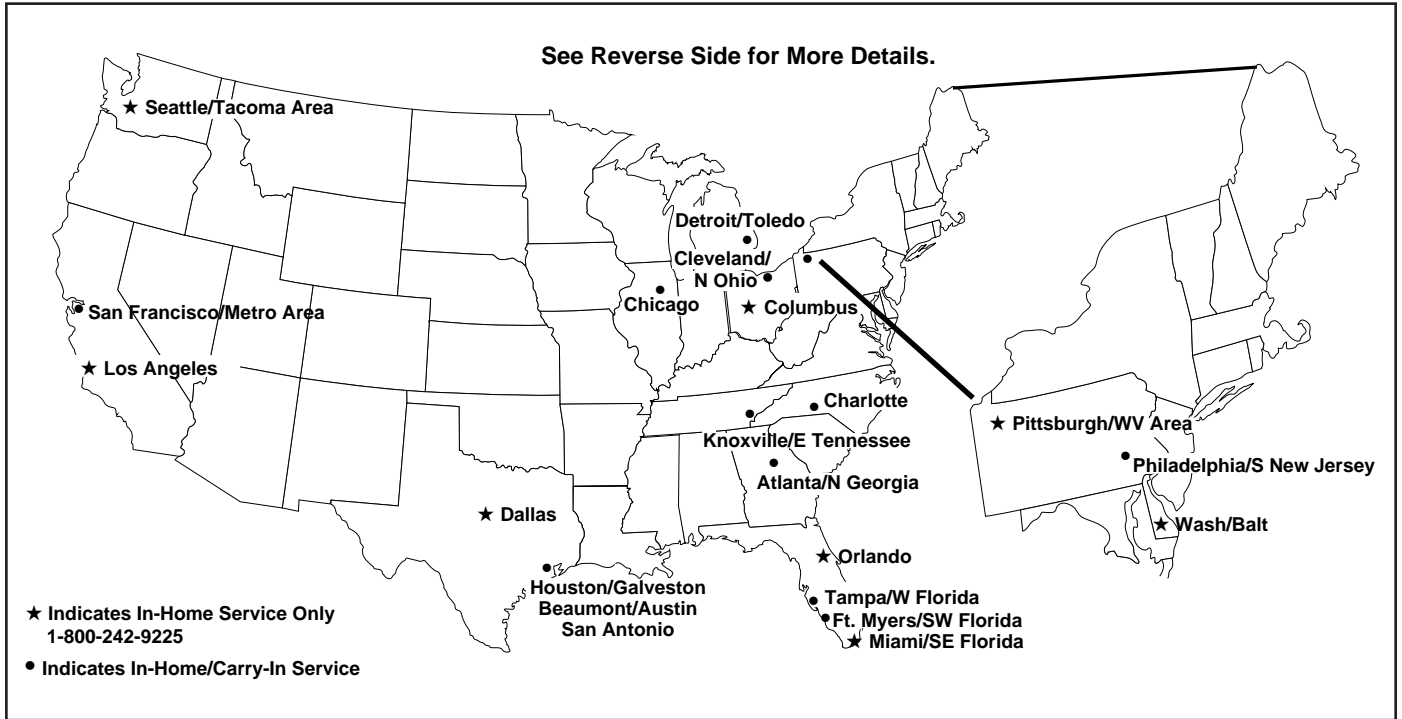 See Reverse Side for More Details.
★ Seattle/Tacoma Area
Detroit/Toledo
Cleveland/
N Ohio
Chicago
★ Columbus
San Francisco/Metro Area
★ Los Angeles
Charlotte
Knoxville/E Tennessee
Atlanta/N Georgia
★ Pittsburgh/WV Area
Philadelphia/S New Jersey
★ Wash/Balt
★ Dallas
★ Orlando
Houston/Galveston
Beaumont/Austin
San Antonio
Tampa/W Florida
Ft. Myers/SW Florida
★ Miami/SE Florida
★ Indicates In-Home Service Only
1-800-242-9225
• Indicates In-Home/Carry-In Service